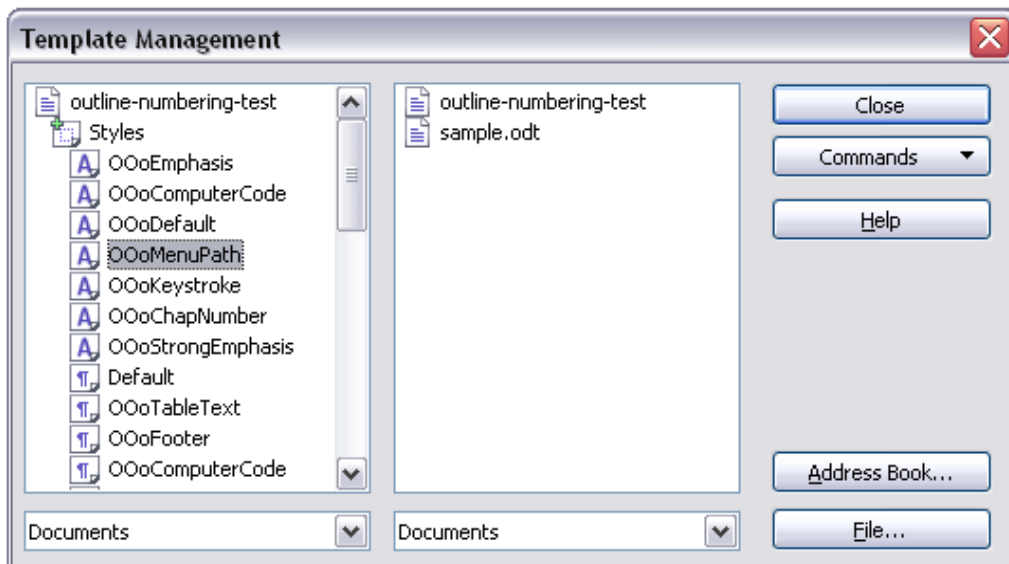 Template Management
outline-numbering-test
Styles
OOoEmphasis
OOoComputerCode
OOoDefault
OOoMenuPath
OOoKeystroke
OOoChapNumber
OOoStrongEmphasis
Default
OOoTableText
OOoFooter
OOoComputerCode
Documents
outline-numbering-test
sample.odt
Documents
Close
Commands
Help
Address Book...
File...